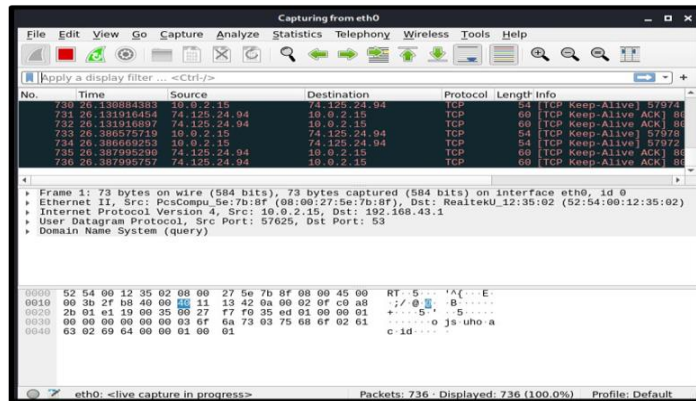 Capturing from eth0
File Edit View Go Capture Analyze Statistics Telephony Wireless Tools Help
Apply a display filter ... <Ctrl-/>
No. Time Source Destination Protocol Length Info
730 26.130884383 10.0.2.15 74.125.24.94 TCP 54 [TCP Keep-Alive] 57974
731 26.131916454 74.125.24.94 10.0.2.15 TCP 60 [TCP Keep-Alive ACK] 80
732 26.131916897 74.125.24.94 10.0.2.15 TCP 60 [TCP Keep-Alive ACK] 80
733 26.386575719 10.0.2.15 74.125.24.94 TCP 54 [TCP Keep-Alive] 57978
734 26.386669253 10.0.2.15 74.125.24.94 TCP 54 [TCP Keep-Alive] 57972
735 26.387995290 74.125.24.94 10.0.2.15 TCP 60 [TCP Keep-Alive ACK] 80
736 26.387995757 74.125.24.94 10.0.2.15 TCP 60 [TCP Keep-Alive ACK] 80
Frame 1: 73 bytes on wire (584 bits), 73 bytes captured (584 bits) on interface eth0, id 0
Ethernet II, Src: PcsCompu_5e:7b:8f (08:00:27:5e:7b:8f), Dst: RealtekU_12:35:02 (52:54:00:12:35:02)
Internet Protocol Version 4, Src: 10.0.2.15, Dst: 192.168.43.1
User Datagram Protocol, Src Port: 57625, Dst Port: 53
Domain Name System (query)
0000 52 54 00 12 35 02 08 00 27 5e 7b 8f 08 00 45 00 RT··5··· '^{···E·
0010 00 3b 2f b8 40 00 40 11 13 42 0a 00 02 0f c0 a8 ·;/·@·@· ·B······
0020 2b 01 e1 19 00 35 00 27 f7 f0 35 ed 01 00 00 01 +····5·' ··5·····
0030 00 00 00 00 00 00 03 6f 6a 73 03 75 68 6f 02 61 ·······o js·uho·a
0040 63 02 69 64 00 00 01 00 01 c·id·····
eth0: <live capture in progress> Packets: 736 · Displayed: 736 (100.0%) Profile: Default